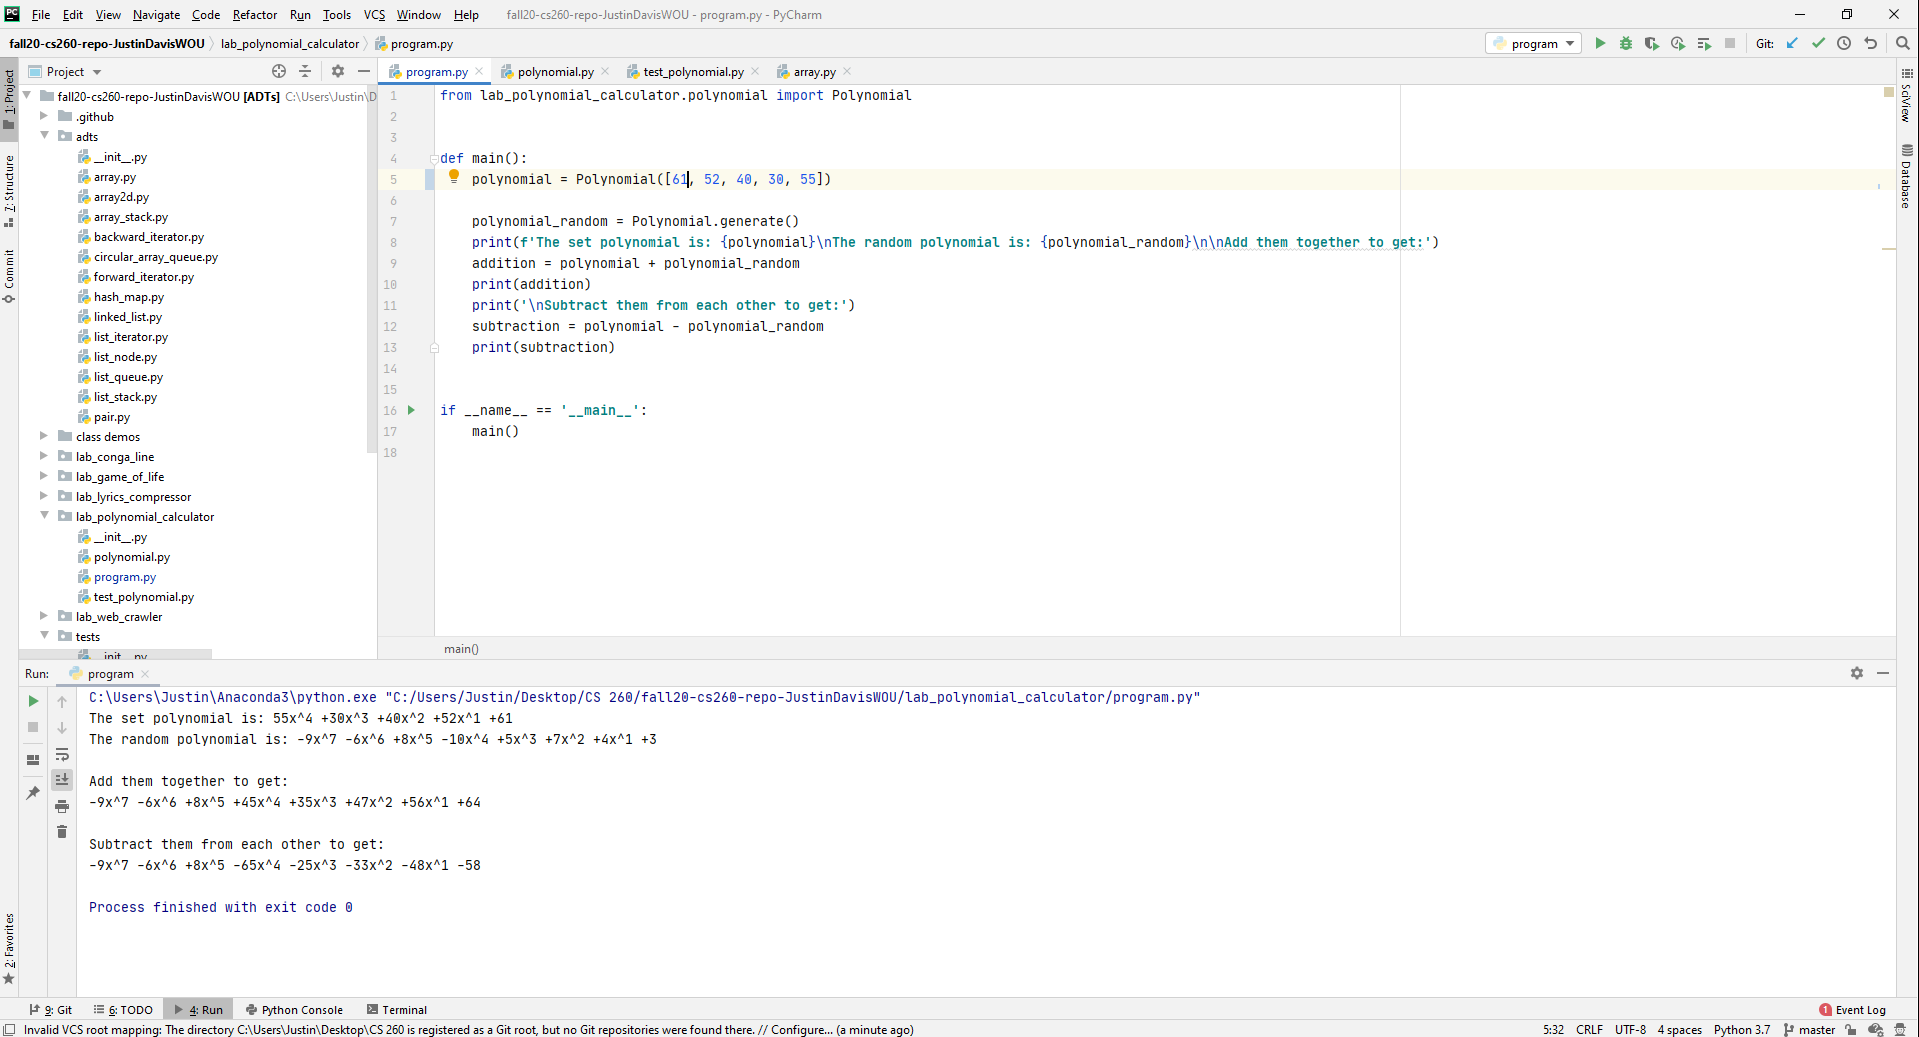 File Edit View Navigate Code Refactor Run Tools VCS Window Help fall20-cs260-repo-JustinDavisWOU - program.py - PyCharm
fall20-cs260-repo-JustinDavisWOU lab_polynomial_calculator program.py program Git:
Project program.py polynomial.py test_polynomial.py array.py
1: Project
7: Structure
Commit
2: Favorites
SciView
Database
fall20-cs260-repo-JustinDavisWOU [ADTs] C:\Users\Justin\D
.github
adts
__init__.py
array.py
array2d.py
array_stack.py
backward_iterator.py
circular_array_queue.py
forward_iterator.py
hash_map.py
linked_list.py
list_iterator.py
list_node.py
list_queue.py
list_stack.py
pair.py
class demos
lab_conga_line
lab_game_of_life
lab_lyrics_compressor
lab_polynomial_calculator
__init__.py
polynomial.py
program.py
test_polynomial.py
lab_web_crawler
tests
__init__.py
1 from lab_polynomial_calculator.polynomial import Polynomial
2
3
4 def main():
5 polynomial = Polynomial([61, 52, 40, 30, 55])
6
7 polynomial_random = Polynomial.generate()
8 print(f'The set polynomial is: {polynomial}\nThe random polynomial is: {polynomial_random}\n\nAdd them together to get:')
9 addition = polynomial + polynomial_random
10 print(addition)
11 print('\nSubtract them from each other to get:')
12 subtraction = polynomial - polynomial_random
13 print(subtraction)
14
15
16 if __name__ == '__main__':
17 main()
18
main()
Run: program
C:\Users\Justin\Anaconda3\python.exe "C:/Users/Justin/Desktop/CS 260/fall20-cs260-repo-JustinDavisWOU/lab_polynomial_calculator/program.py"
The set polynomial is: 55x^4 +30x^3 +40x^2 +52x^1 +61
The random polynomial is: -9x^7 -6x^6 +8x^5 -10x^4 +5x^3 +7x^2 +4x^1 +3
Add them together to get:
-9x^7 -6x^6 +8x^5 +45x^4 +35x^3 +47x^2 +56x^1 +64
Subtract them from each other to get:
-9x^7 -6x^6 +8x^5 -65x^4 -25x^3 -33x^2 -48x^1 -58
Process finished with exit code 0
9: Git 6: TODO 4: Run Python Console Terminal 1 Event Log
Invalid VCS root mapping: The directory C:\Users\Justin\Desktop\CS 260 is registered as a Git root, but no Git repositories were found there. // Configure... (a minute ago) 5:32 CRLF UTF-8 4 spaces Python 3.7 master